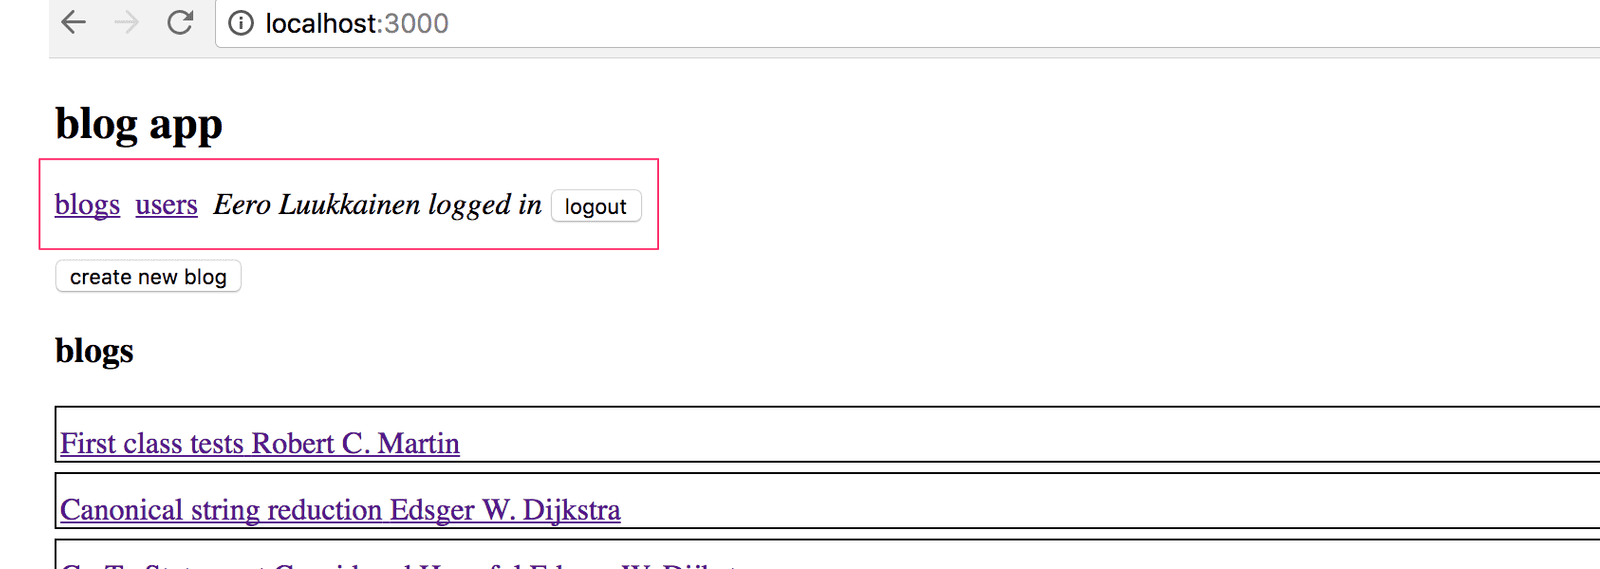 localhost:3000
blog app
blogs users Eero Luukkainen logged in logout
create new blog
blogs
First class tests Robert C. Martin
Canonical string reduction Edsger W. Dijkstra